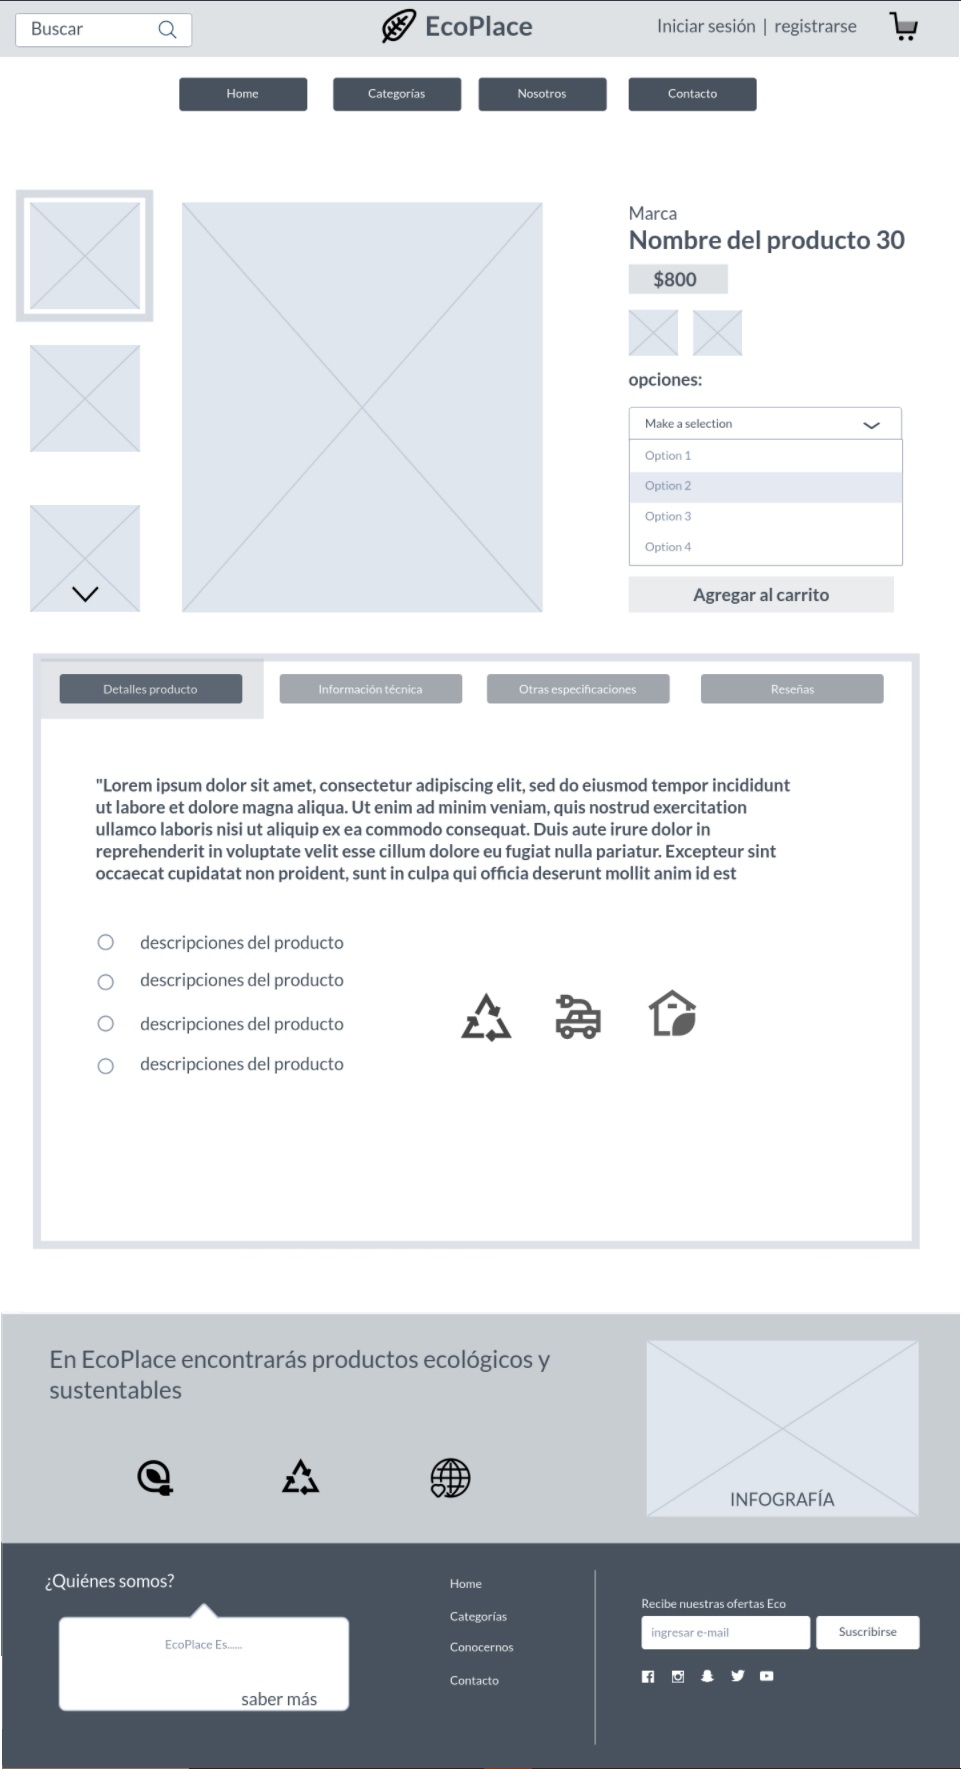 Buscar
EcoPlace
Iniciar sesión | registrarse
Home
Categorías
Nosotros
Contacto
Marca
Nombre del producto 30
$800
opciones:
Make a selection
Option 1
Option 2
Option 3
Option 4
Agregar al carrito
Detalles producto
Información técnica
Otras especificaciones
Reseñas
"Lorem ipsum dolor sit amet, consectetur adipiscing elit, sed do eiusmod tempor incididunt
ut labore et dolore magna aliqua. Ut enim ad minim veniam, quis nostrud exercitation
ullamco laboris nisi ut aliquip ex ea commodo consequat. Duis aute irure dolor in
reprehenderit in voluptate velit esse cillum dolore eu fugiat nulla pariatur. Excepteur sint
occaecat cupidatat non proident, sunt in culpa qui officia deserunt mollit anim id est
descripciones del producto
descripciones del producto
descripciones del producto
descripciones del producto
En EcoPlace encontrarás productos ecológicos y
sustentables
INFOGRAFÍA
¿Quiénes somos?
EcoPlace Es......
saber más
Home
Categorías
Conocernos
Contacto
Recibe nuestras ofertas Eco
ingresar e-mail
Suscribirse